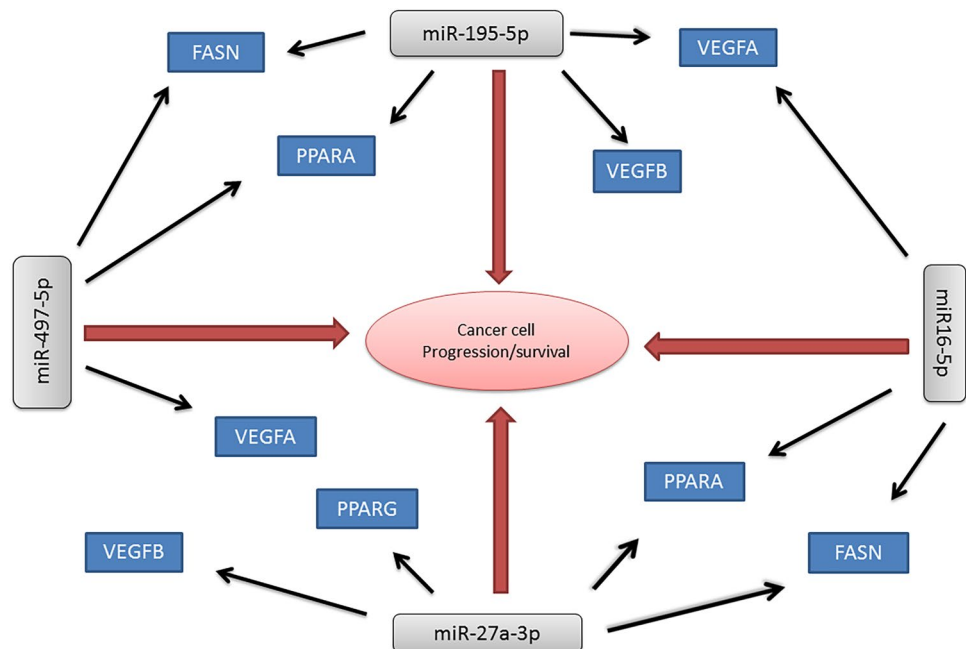 miR-195-5p
FASN
VEGFA
PPARA
VEGFB
miR-497-5p
Cancer cell
Progression/survival
miR16-5p
VEGFA
PPARA
PPARG
VEGFB
FASN
miR-27a-3p